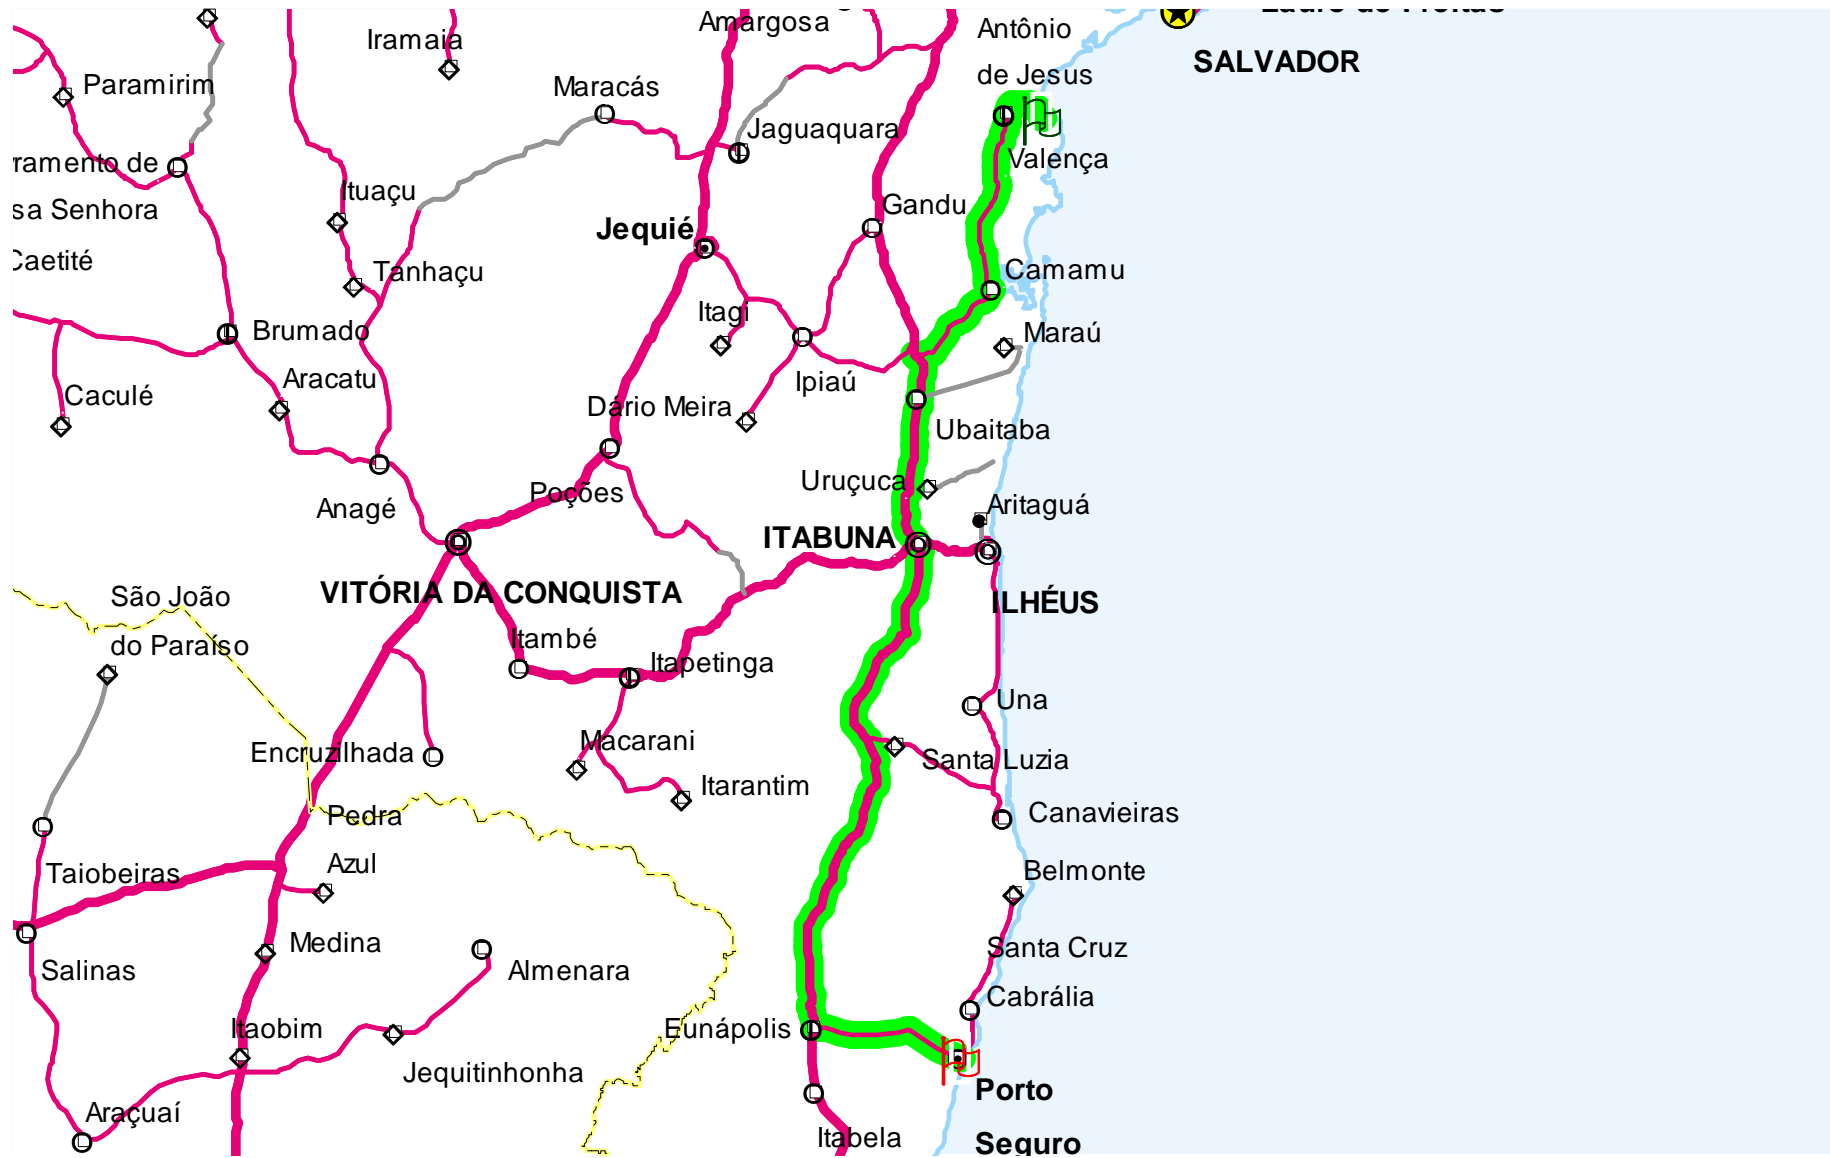 Amargosa
Antônio
de Jesus
SALVADOR
Iramaia
Paramirim
Maracás
Jaguaquara
Valença
ramento de
Ituaçu
sa Senhora
Gandu
Jequié
Caetité
Tanhaçu
Camamu
Itagi
Maraú
Brumado
Aracatu
Ipiaú
Caculé
Dário Meira
Ubaitaba
Uruçuca
Poções
Aritaguá
Anagé
ITABUNA
VITÓRIA DA CONQUISTA
ILHÉUS
São João
do Paraíso
Itambé
Itapetinga
Una
Macarani
Encruzilhada
Santa Luzia
Itarantim
Canavieiras
Pedra
Azul
Taiobeiras
Belmonte
Medina
Santa Cruz
Cabrália
Salinas
Almenara
Itaobim
Eunápolis
Jequitinhonha
Porto
Seguro
Araçuaí
Itabela